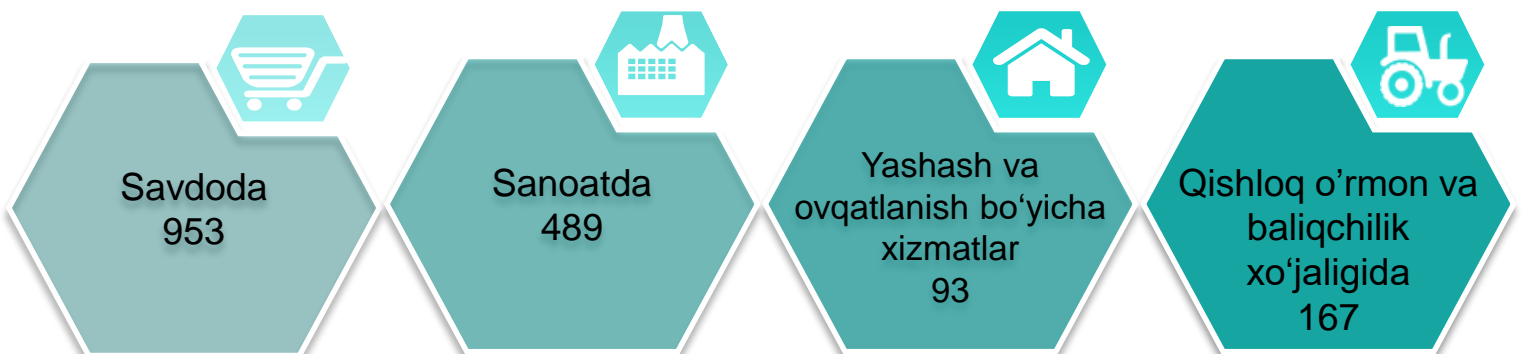 Savdoda
953
Sanoatda
489
Yashash va
ovqatlanish bo‘yicha
xizmatlar
93
Qishloq o’rmon va
baliqchilik
xo‘jaligida
167